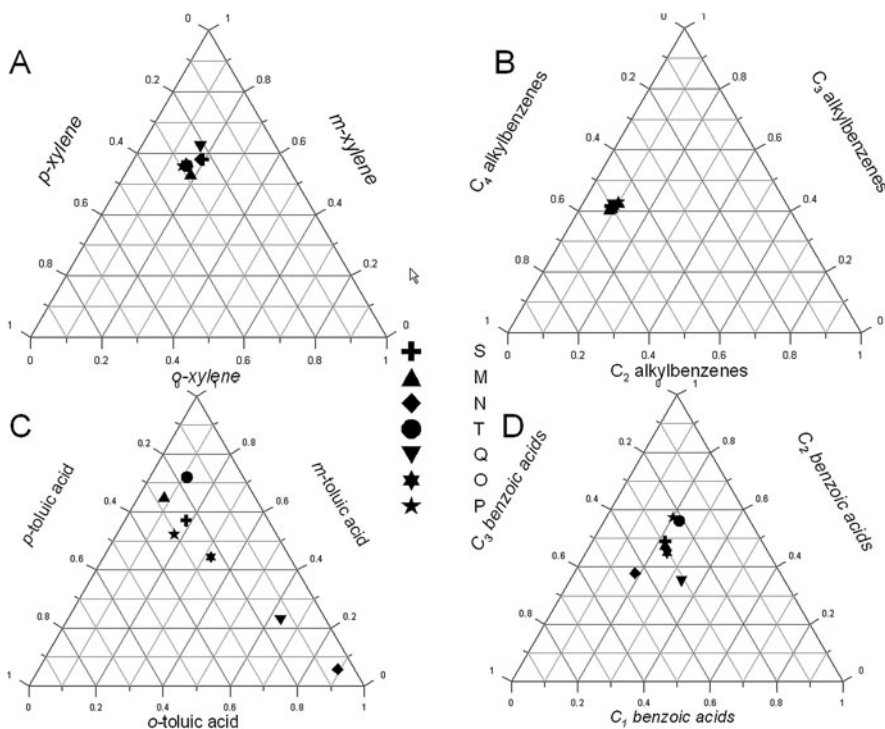 A
0 1
0.2 0.8
p-xylene
m-xylene
0.4 0.6
0.6 0.4
0.8 0.2
1 0
0 0.2 0.4 0.6 0.8 1
o-xylene
B
0 1
0.2 0.8
C4 alkylbenzenes
C3 alkylbenzenes
0.4 0.6
0.6 0.4
0.8 0.2
1 0
0 0.2 0.4 0.6 0.8 1
C2 alkylbenzenes
S
M
N
T
Q
O
P
C
0 1
0.2 0.8
p-toluic acid
m-toluic acid
0.4 0.6
0.6 0.4
0.8 0.2
1 0
0 0.2 0.4 0.6 0.8 1
o-toluic acid
D
0 1
0.2 0.8
C3 benzoic acids
C2 benzoic acids
0.4 0.6
0.6 0.4
0.8 0.2
1 0
0 0.2 0.4 0.6 0.8 1
C1 benzoic acids